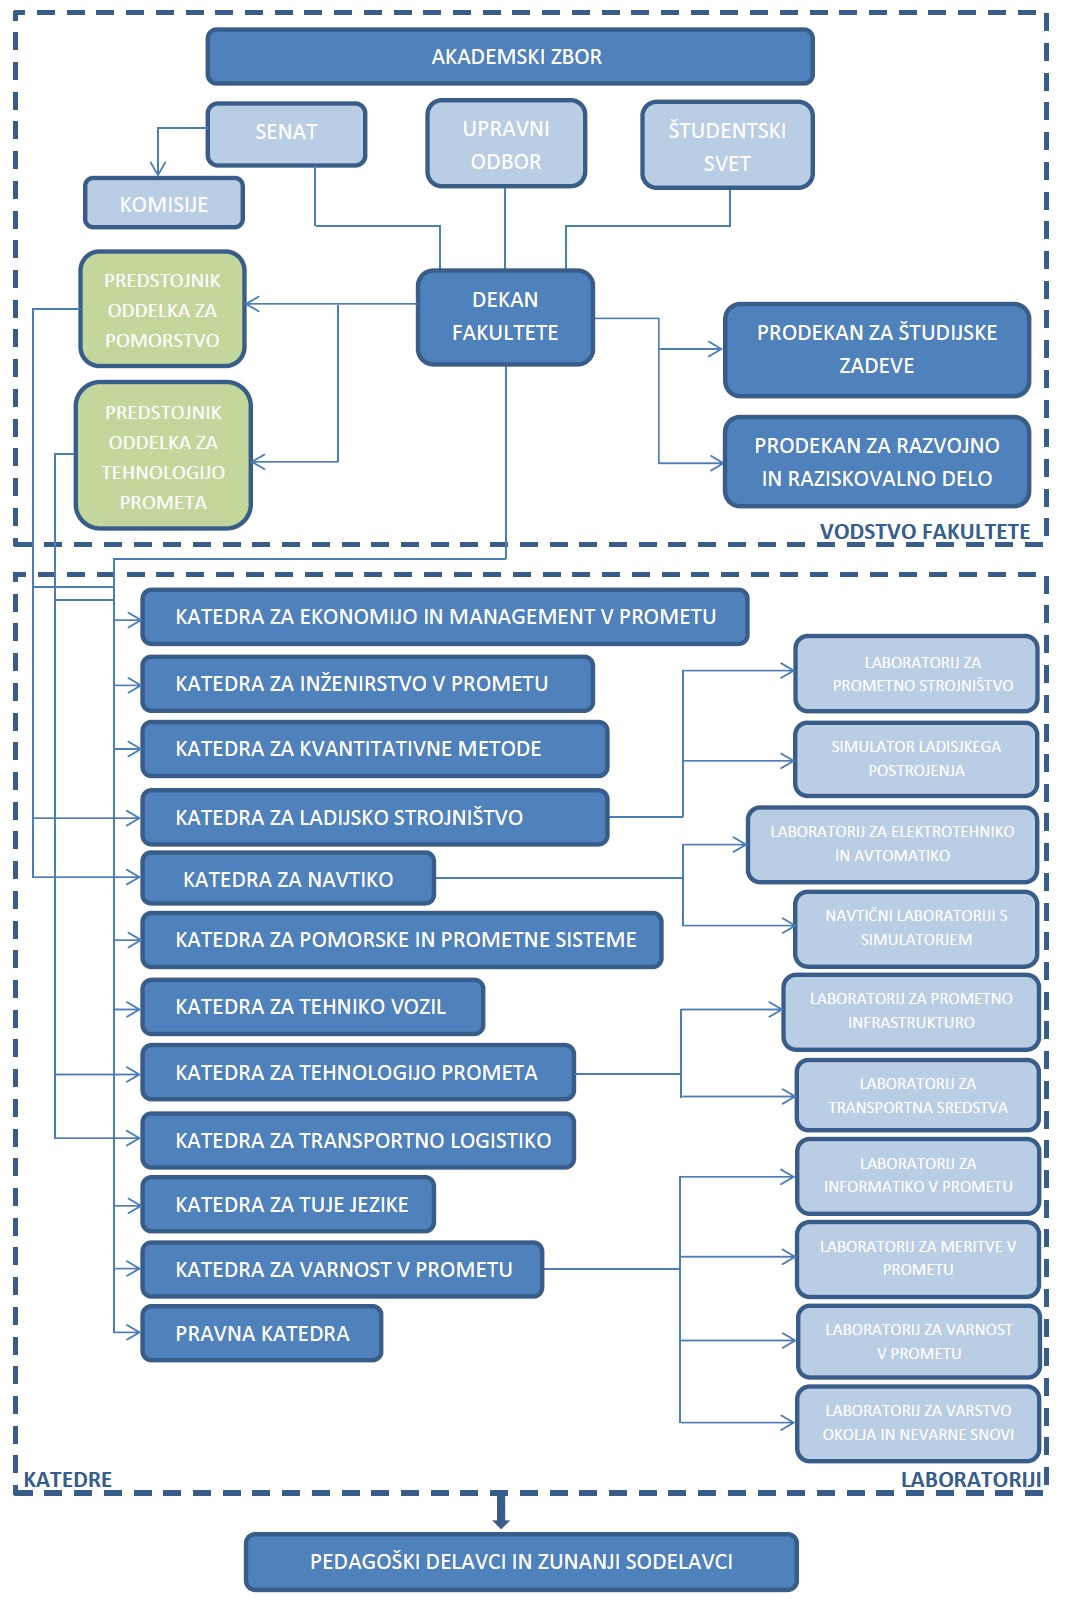 AKADEMSKI ZBOR
SENAT
UPRAVNI
ODBOR
ŠTUDENTSKI
SVET
KOMISIJE
PREDSTOJNIK
ODDELKA ZA
POMORSTVO
DEKAN
FAKULTETE
PRODEKAN ZA ŠTUDIJSKE
ZADEVE
PREDSTOJNIK
ODDELKA ZA
TEHNOLOGIJO
PROMETA
PRODEKAN ZA RAZVOJNO
IN RAZISKOVALNO DELO
VODSTVO FAKULTETE
KATEDRA ZA EKONOMIJO IN MANAGEMENT V PROMETU
KATEDRA ZA INŽENIRSTVO V PROMETU
KATEDRA ZA KVANTITATIVNE METODE
KATEDRA ZA LADIJSKO STROJNIŠTVO
KATEDRA ZA NAVTIKO
KATEDRA ZA POMORSKE IN PROMETNE SISTEME
KATEDRA ZA TEHNIKO VOZIL
KATEDRA ZA TEHNOLOGIJO PROMETA
KATEDRA ZA TRANSPORTNO LOGISTIKO
KATEDRA ZA TUJE JEZIKE
KATEDRA ZA VARNOST V PROMETU
PRAVNA KATEDRA
LABORATORIJ ZA
PROMETNO STROJNIŠTVO
SIMULATOR LADISJKEGA
POSTROJENJA
LABORATORIJ ZA ELEKTROTEHNIKO
IN AVTOMATIKO
NAVTIČNI LABORATORIJI S
SIMULATORJEM
LABORATORIJ ZA PROMETNO
INFRASTRUKTURO
LABORATORIJ ZA
TRANSPORTNA SREDSTVA
LABORATORIJ ZA
INFORMATIKO V PROMETU
LABORATORIJ ZA MERITVE V
PROMETU
LABORATORIJ ZA VARNOST
V PROMETU
LABORATORIJ ZA VARSTVO
OKOLJA IN NEVARNE SNOVI
KATEDRE
LABORATORIJI
PEDAGOŠKI DELAVCI IN ZUNANJI SODELAVCI